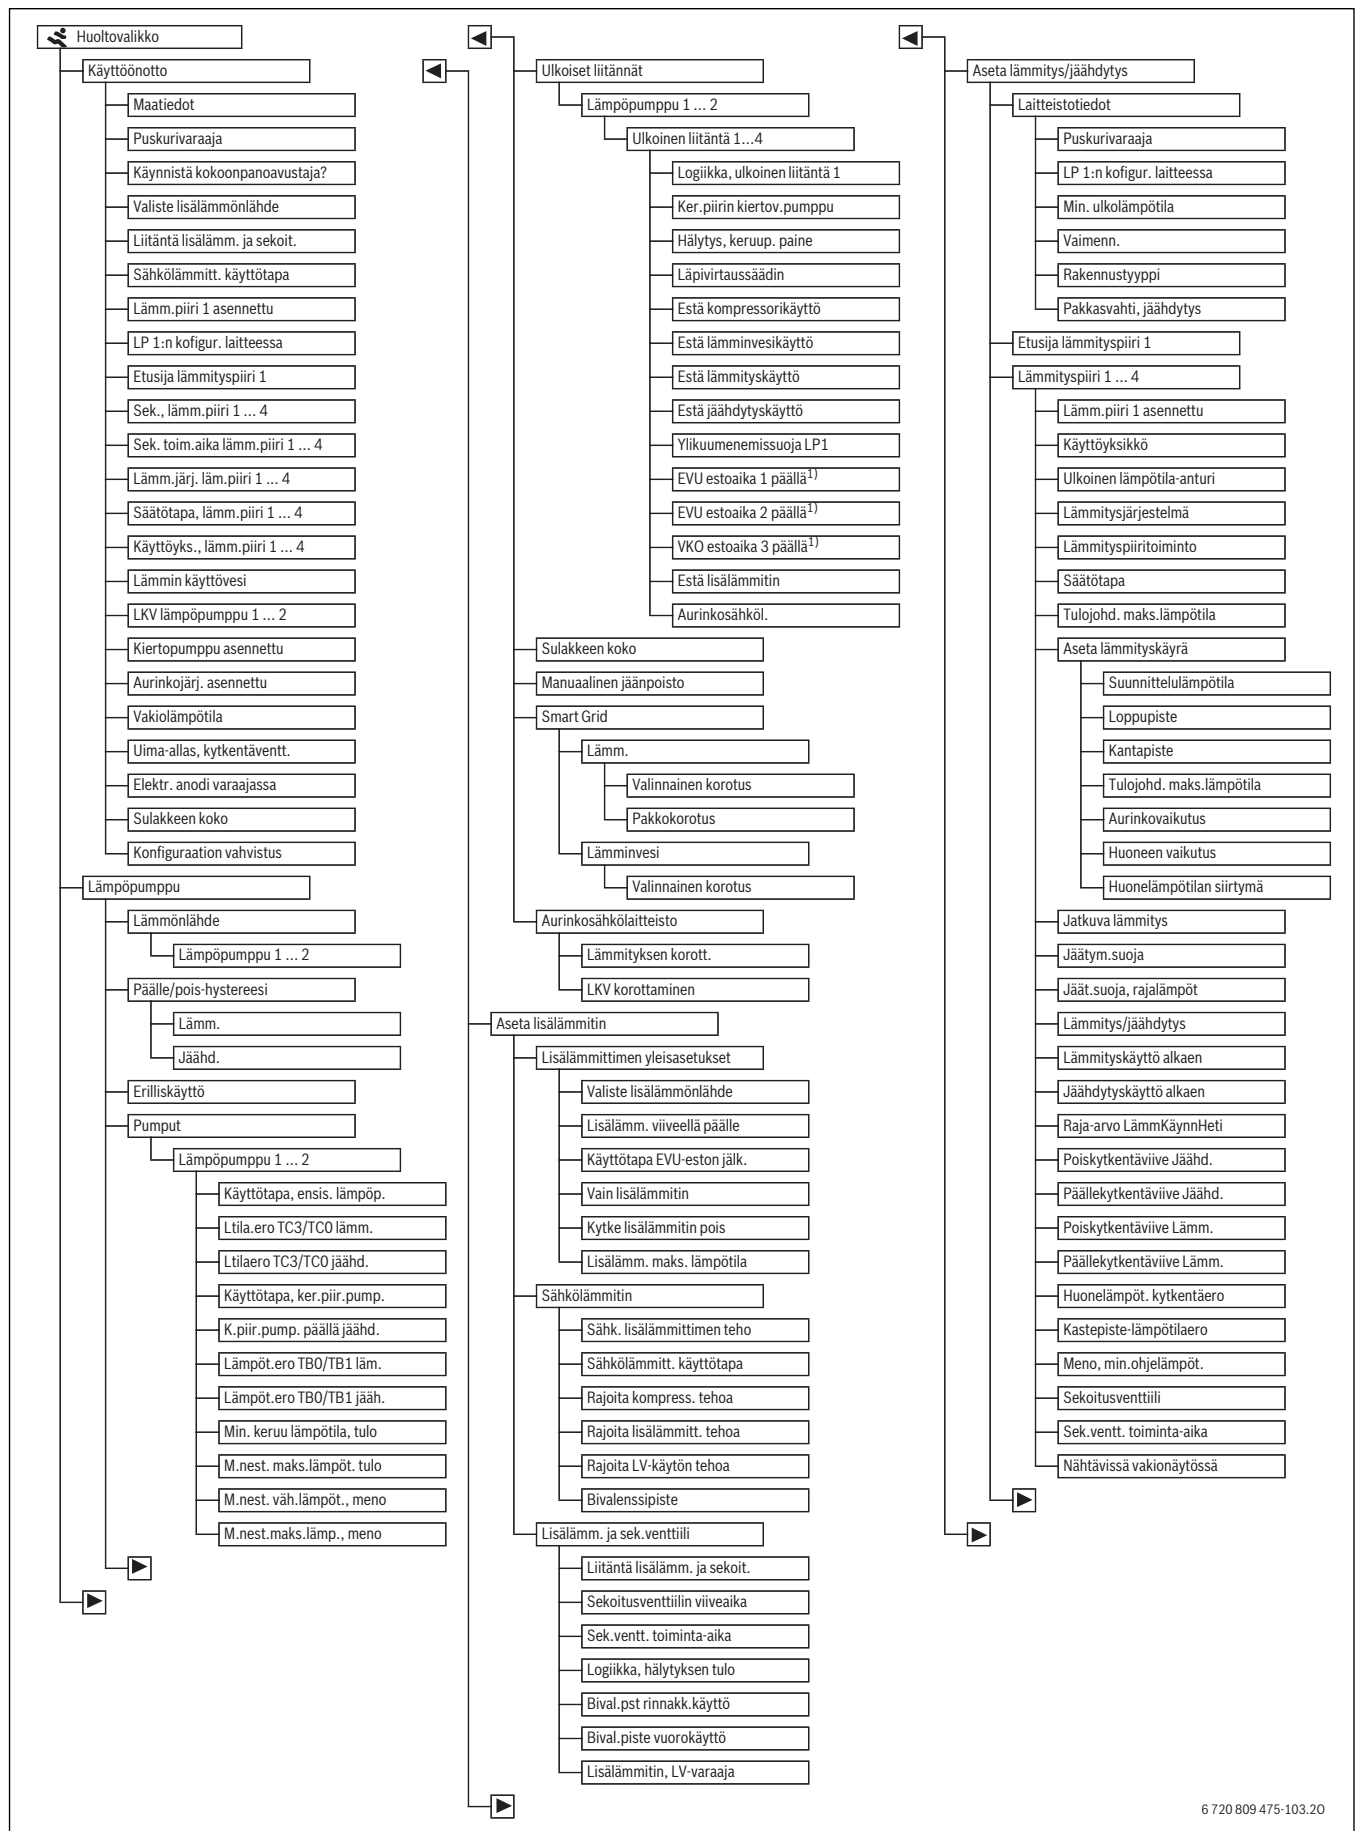 Huoltovalikko
Käyttöönotto
Maatiedot
Puskurivaraaja
Käynnistä kokoonpanoavustaja?
Valiste lisälämmönlähde
Liitäntä lisälämm. ja sekoit.
Sähkölämmitt. käyttötapa
Lämm.piiri 1 asennettu
LP 1:n kofigur. laitteessa
Etusija lämmityspiiri 1
Sek., lämm.piiri 1 ... 4
Sek. toim.aika lämm.piiri 1 ... 4
Lämm.järj. läm.piiri 1 ... 4
Säätötapa, lämm.piiri 1 ... 4
Käyttöyks., lämm.piiri 1 ... 4
Lämmin käyttövesi
LKV lämpöpumppu 1 ... 2
Kiertopumppu asennettu
Aurinkojärj. asennettu
Vakiolämpötila
Uima-allas, kytkentäventt.
Elektr. anodi varaajassa
Sulakkeen koko
Konfiguraation vahvistus
Lämpöpumppu
Lämmönlähde
Lämpöpumppu 1 ... 2
Päälle/pois-hystereesi
Lämm.
Jäähd.
Erilliskäyttö
Pumput
Lämpöpumppu 1 ... 2
Käyttötapa, ensis. lämpöp.
Ltila.ero TC3/TC0 lämm.
Ltilaero TC3/TC0 jäähd.
Käyttötapa, ker.piir.pump.
K.piir.pump. päällä jäähd.
Lämpöt.ero TB0/TB1 läm.
Lämpöt.ero TB0/TB1 jääh.
Min. keruu lämpötila, tulo
M.nest. maks.lämpöt. tulo
M.nest. väh.lämpöt., meno
M.nest.maks.lämp., meno
Ulkoiset liitännät
Lämpöpumppu 1 ... 2
Ulkoinen liitäntä 1...4
Logiikka, ulkoinen liitäntä 1
Ker.piirin kiertov.pumppu
Hälytys, keruup. paine
Läpivirtaussäädin
Estä kompressorikäyttö
Estä lämminvesikäyttö
Estä lämmityskäyttö
Estä jäähdytyskäyttö
Ylikuumenemissuoja LP1
EVU estoaika 1 päällä1)
EVU estoaika 2 päällä1)
VKO estoaika 3 päällä1)
Estä lisälämmitin
Aurinkosähköl.
Sulakkeen koko
Manuaalinen jäänpoisto
Smart Grid
Lämm.
Valinnainen korotus
Pakkokorotus
Lämminvesi
Valinnainen korotus
Aurinkosähkölaitteisto
Lämmityksen korott.
LKV korottaminen
Aseta lisälämmitin
Lisälämmittimen yleisasetukset
Valiste lisälämmönlähde
Lisälämm. viiveellä päälle
Käyttötapa EVU-eston jälk.
Vain lisälämmitin
Kytke lisälämmitin pois
Lisälämm. maks. lämpötila
Sähkölämmitin
Sähk. lisälämmittimen teho
Sähkölämmitt. käyttötapa
Rajoita kompress. tehoa
Rajoita lisälämmitt. tehoa
Rajoita LV-käytön tehoa
Bivalenssipiste
Lisälämm. ja sek.venttiili
Liitäntä lisälämm. ja sekoit.
Sekoitusventtiilin viiveaika
Sek.ventt. toiminta-aika
Logiikka, hälytyksen tulo
Bival.pst rinnakk.käyttö
Bival.piste vuorokäyttö
Lisälämmitin, LV-varaaja
Aseta lämmitys/jäähdytys
Laitteistotiedot
Puskurivaraaja
LP 1:n kofigur. laitteessa
Min. ulkolämpötila
Vaimenn.
Rakennustyyppi
Pakkasvahti, jäähdytys
Etusija lämmityspiiri 1
Lämmityspiiri 1 ... 4
Lämm.piiri 1 asennettu
Käyttöyksikkö
Ulkoinen lämpötila-anturi
Lämmitysjärjestelmä
Lämmityspiiritoiminto
Säätötapa
Tulojohd. maks.lämpötila
Aseta lämmityskäyrä
Suunnittelulämpötila
Loppupiste
Kantapiste
Tulojohd. maks.lämpötila
Aurinkovaikutus
Huoneen vaikutus
Huonelämpötilan siirtymä
Jatkuva lämmitys
Jäätym.suoja
Jäät.suoja, rajalämpöt
Lämmitys/jäähdytys
Lämmityskäyttö alkaen
Jäähdytyskäyttö alkaen
Raja-arvo LämmKäynnHeti
Poiskytkentäviive Jäähd.
Päällekytkentäviive Jäähd.
Poiskytkentäviive Lämm.
Päällekytkentäviive Lämm.
Huonelämpöt. kytkentäero
Kastepiste-lämpötilaero
Meno, min.ohjelämpöt.
Sekoitusventtiili
Sek.ventt. toiminta-aika
Nähtävissä vakionäytössä
6 720 809 475-103.2O